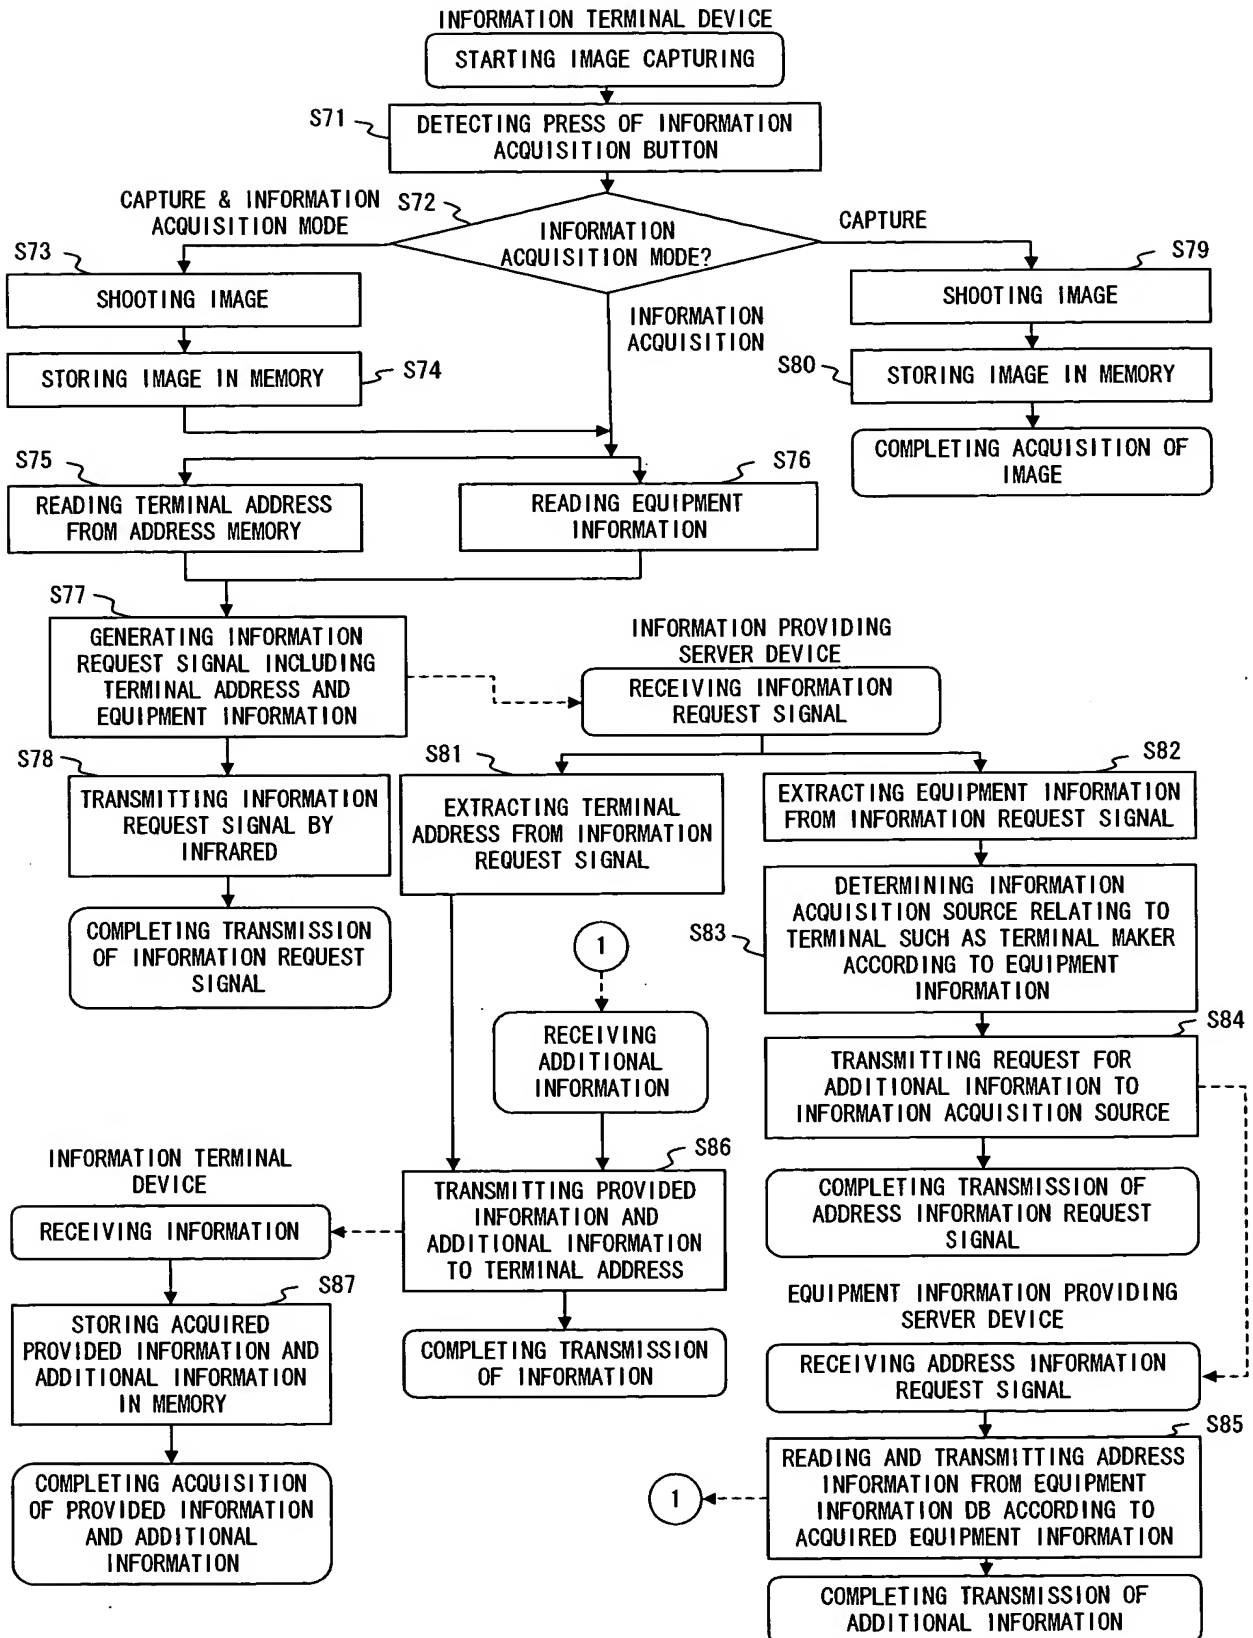 INFORMATION TERMINAL DEVICE
STARTING IMAGE CAPTURING
S71
DETECTING PRESS OF INFORMATION
ACQUISITION BUTTON
CAPTURE & INFORMATION
ACQUISITION MODE
S72
INFORMATION
ACQUISITION MODE?
CAPTURE
S73
SHOOTING IMAGE
S79
SHOOTING IMAGE
INFORMATION
ACQUISITION
STORING IMAGE IN MEMORY
S74
S80
STORING IMAGE IN MEMORY
COMPLETING ACQUISITION OF
IMAGE
S75
READING TERMINAL ADDRESS
FROM ADDRESS MEMORY
S76
READING EQUIPMENT
INFORMATION
S77
GENERATING INFORMATION
REQUEST SIGNAL INCLUDING
TERMINAL ADDRESS AND
EQUIPMENT INFORMATION
INFORMATION PROVIDING
SERVER DEVICE
RECEIVING INFORMATION
REQUEST SIGNAL
S78
TRANSMITTING INFORMATION
REQUEST SIGNAL BY
INFRARED
COMPLETING TRANSMISSION
OF INFORMATION REQUEST
SIGNAL
S81
EXTRACTING TERMINAL
ADDRESS FROM INFORMATION
REQUEST SIGNAL
S82
EXTRACTING EQUIPMENT INFORMATION
FROM INFORMATION REQUEST SIGNAL
S83
DETERMINING INFORMATION
ACQUISITION SOURCE RELATING TO
TERMINAL SUCH AS TERMINAL MAKER
ACCORDING TO EQUIPMENT
INFORMATION
1
RECEIVING
ADDITIONAL
INFORMATION
S84
TRANSMITTING REQUEST FOR
ADDITIONAL INFORMATION TO
INFORMATION ACQUISITION SOURCE
COMPLETING TRANSMISSION OF
ADDRESS INFORMATION REQUEST
SIGNAL
S86
TRANSMITTING PROVIDED
INFORMATION AND
ADDITIONAL INFORMATION
TO TERMINAL ADDRESS
COMPLETING TRANSMISSION
OF INFORMATION
INFORMATION TERMINAL
DEVICE
RECEIVING INFORMATION
S87
STORING ACQUIRED
PROVIDED INFORMATION AND
ADDITIONAL INFORMATION
IN MEMORY
COMPLETING ACQUISITION
OF PROVIDED INFORMATION
AND ADDITIONAL
INFORMATION
EQUIPMENT INFORMATION PROVIDING
SERVER DEVICE
RECEIVING ADDRESS INFORMATION
REQUEST SIGNAL
S85
READING AND TRANSMITTING ADDRESS
INFORMATION FROM EQUIPMENT
INFORMATION DB ACCORDING TO
ACQUIRED EQUIPMENT INFORMATION
1
COMPLETING TRANSMISSION OF
ADDITIONAL INFORMATION